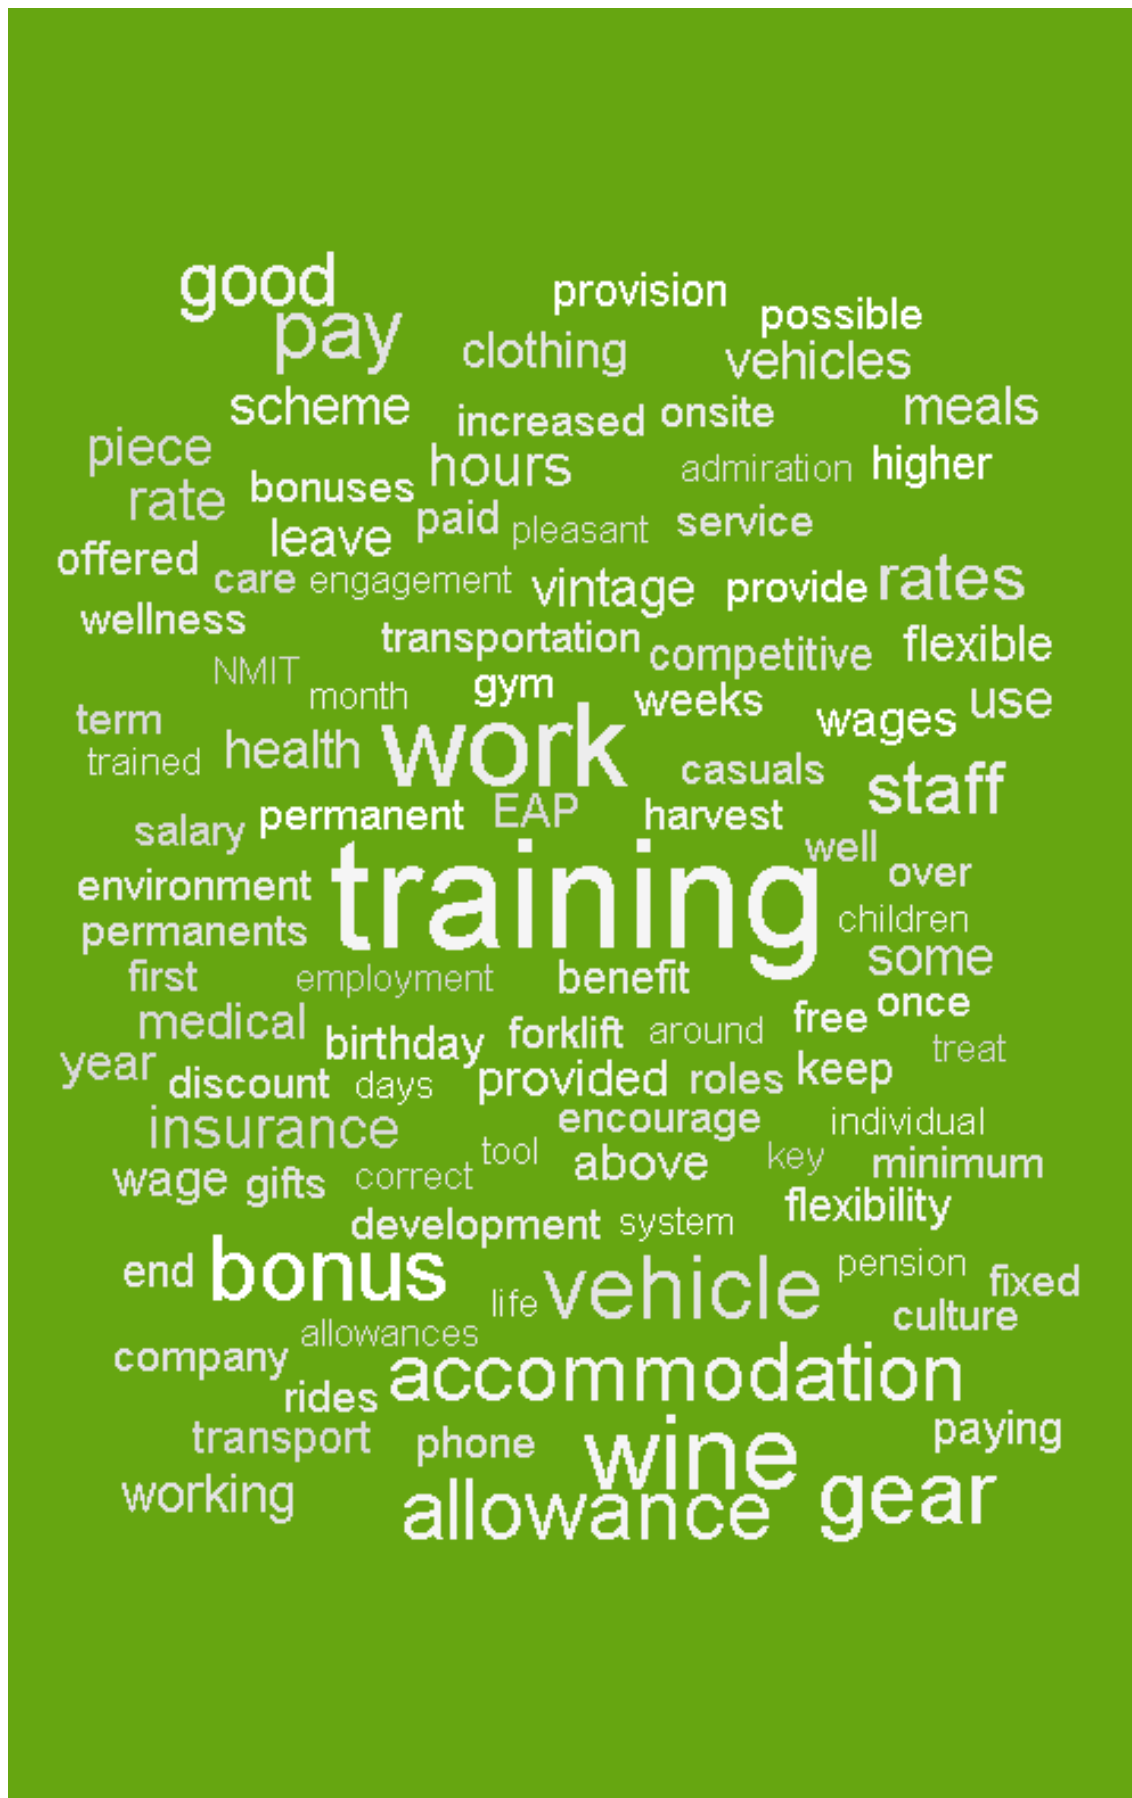 good
provision
possible
pay
clothing
vehicles
scheme
increased
onsite
meals
piece
hours
admiration
higher
rate
bonuses
leave
paid
pleasant
service
offered
care
engagement
vintage
provide
rates
wellness
transportation
competitive
flexible
NMIT
month
gym
weeks
wages
use
term
trained
health
work
casuals
staff
salary
permanent
EAP
harvest
well
environment
training
over
permanents
children
first
employment
benefit
some
medical
birthday
forklift
around
free
once
year
discount
days
provided
roles
keep
treat
insurance
encourage
individual
wage
gifts
correct
tool
above
key
minimum
development
system
flexibility
end
bonus
life
vehicle
pension
fixed
allowances
culture
company
rides
accommodation
transport
phone
wine
paying
working
allowance
gear